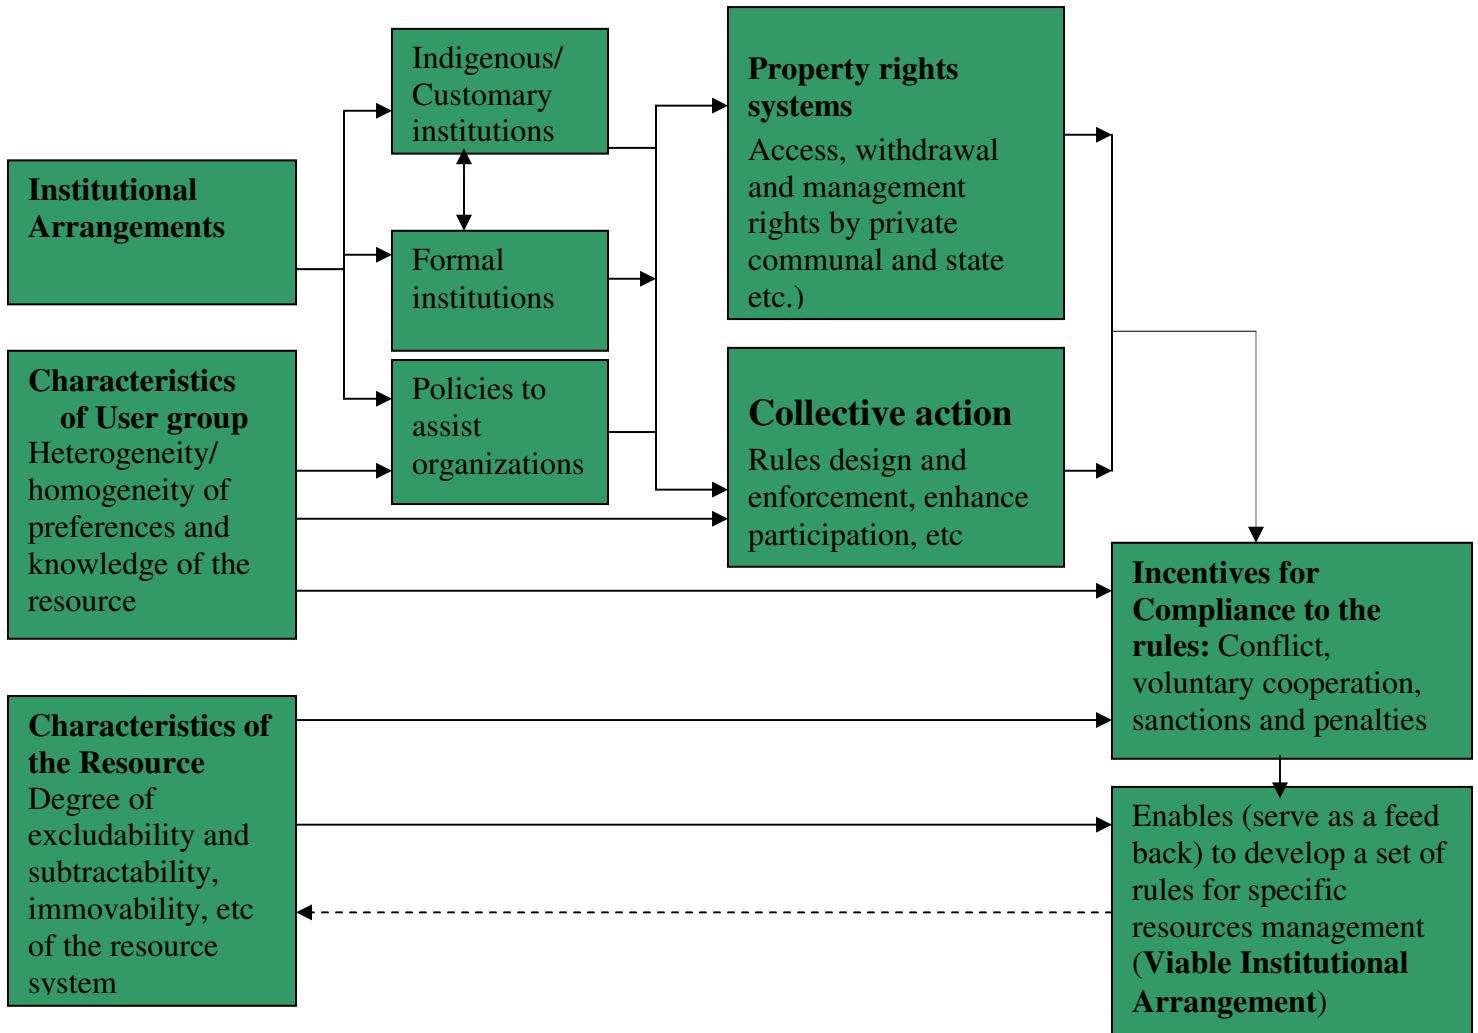 Institutional
Arrangements
Indigenous/
Customary
institutions
Formal
institutions
Policies to
assist
organizations
Property rights
systems
Access, withdrawal
and management
rights by private
communal and state
etc.)
Collective action
Rules design and
enforcement, enhance
participation, etc
Characteristics
of User group
Heterogeneity/
homogeneity of
preferences and
knowledge of the
resource
Incentives for
Compliance to the
rules: Conflict,
voluntary cooperation,
sanctions and penalties
Characteristics of
the Resource
Degree of
excludability and
subtractability,
immovability, etc
of the resource
system
Enables (serve as a feed
back) to develop a set of
rules for specific
resources management
(Viable Institutional
Arrangement)